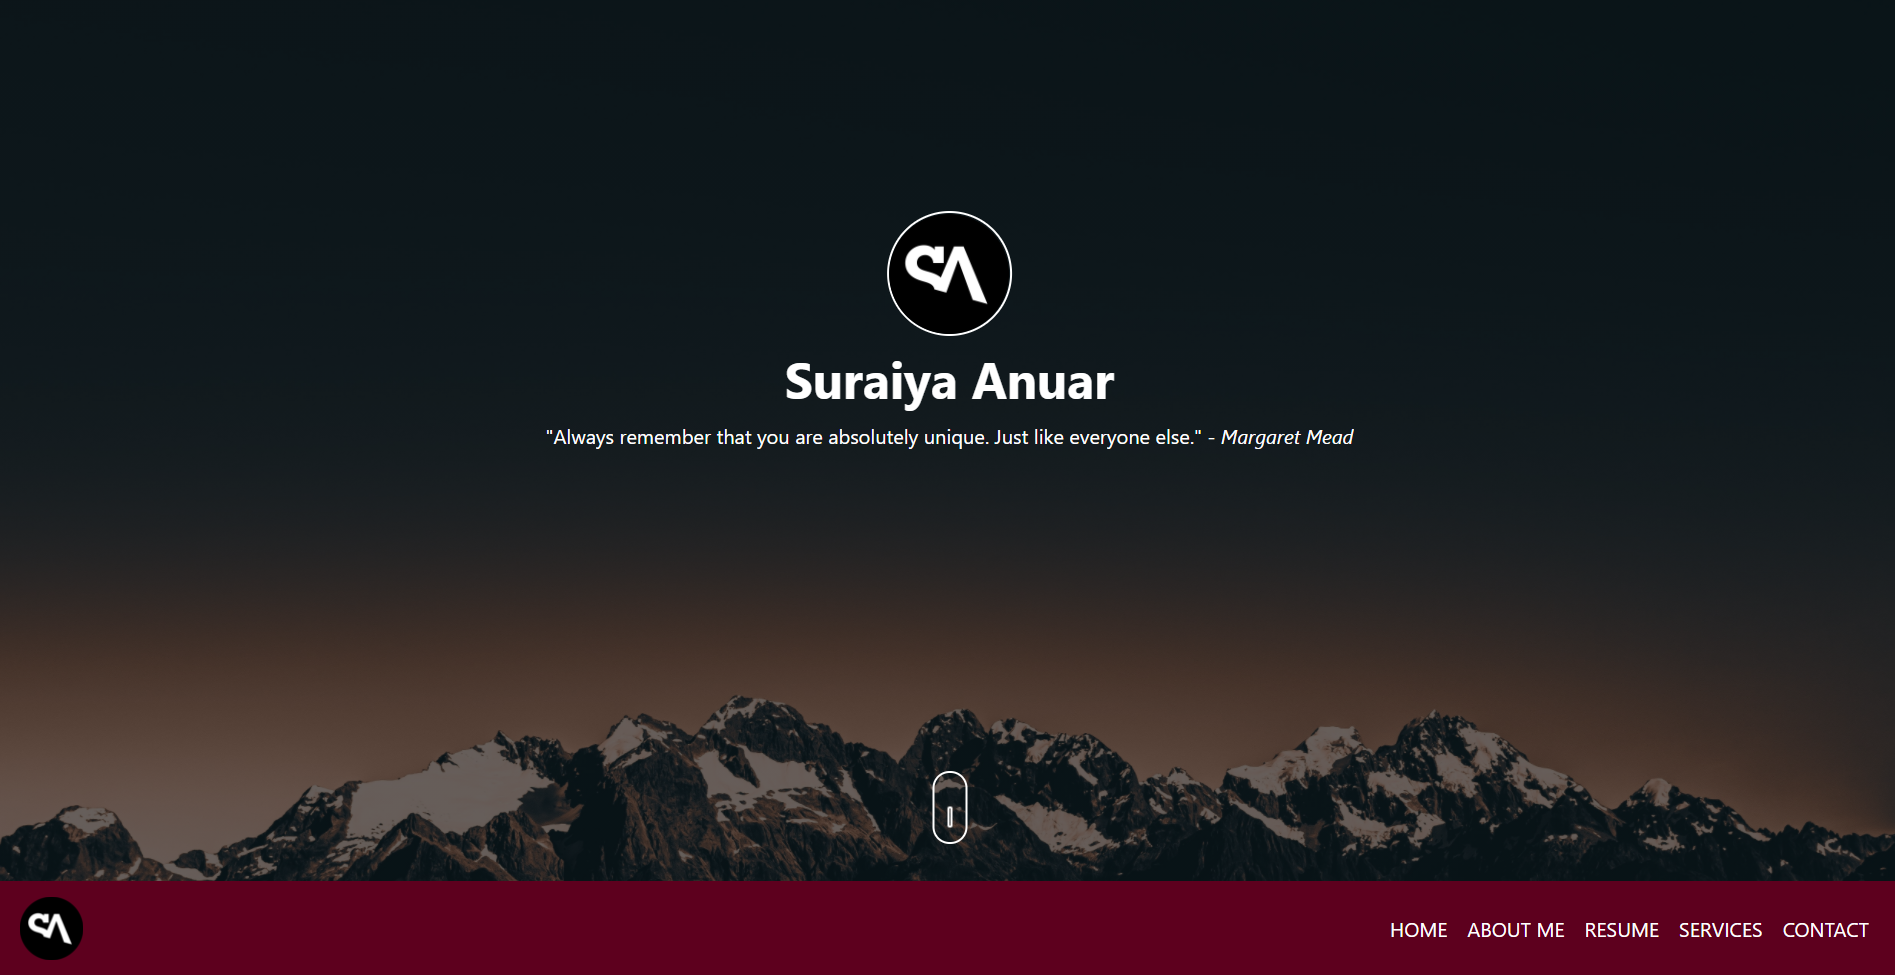 SA
Suraiya Anuar
"Always remember that you are absolutely unique. Just like everyone else." - Margaret Mead
SA HOME ABOUT ME RESUME SERVICES CONTACT